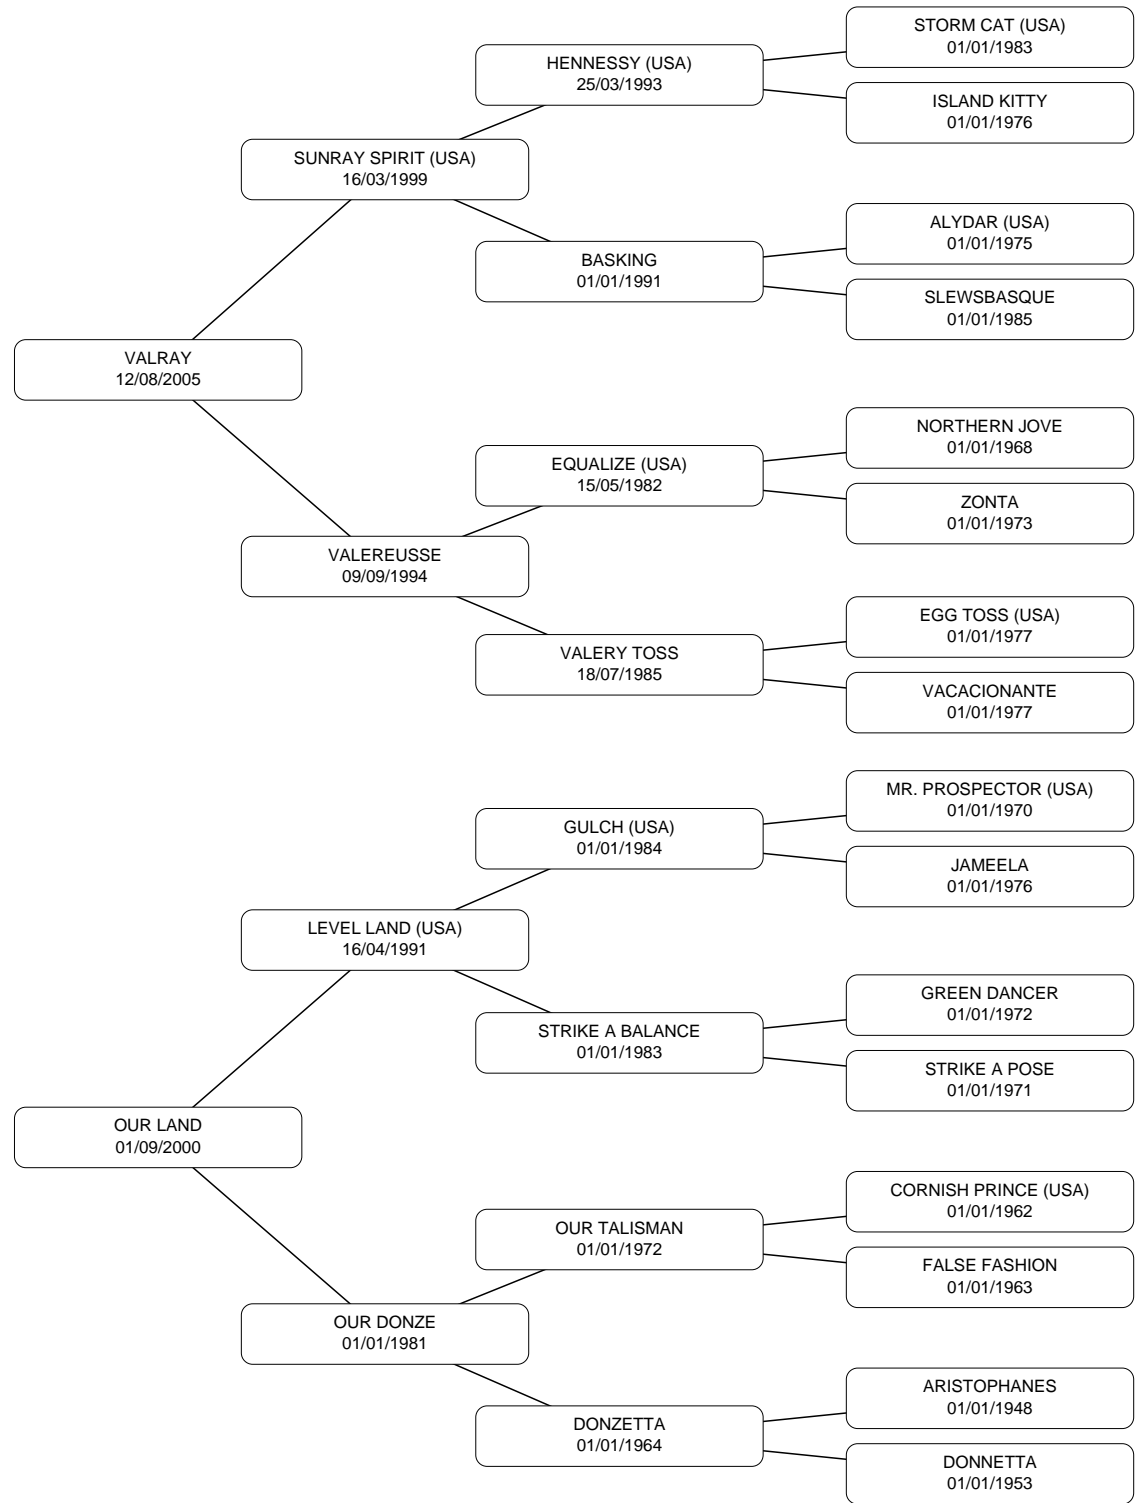 STORM CAT (USA)
01/01/1983
HENNESSY (USA)
25/03/1993
ISLAND KITTY
01/01/1976
SUNRAY SPIRIT (USA)
16/03/1999
ALYDAR (USA)
01/01/1975
BASKING
01/01/1991
SLEWSBASQUE
01/01/1985
VALRAY
12/08/2005
NORTHERN JOVE
01/01/1968
EQUALIZE (USA)
15/05/1982
ZONTA
01/01/1973
VALEREUSSE
09/09/1994
EGG TOSS (USA)
01/01/1977
VALERY TOSS
18/07/1985
VACACIONANTE
01/01/1977
MR. PROSPECTOR (USA)
01/01/1970
GULCH (USA)
01/01/1984
JAMEELA
01/01/1976
LEVEL LAND (USA)
16/04/1991
GREEN DANCER
01/01/1972
STRIKE A BALANCE
01/01/1983
STRIKE A POSE
01/01/1971
OUR LAND
01/09/2000
CORNISH PRINCE (USA)
01/01/1962
OUR TALISMAN
01/01/1972
FALSE FASHION
01/01/1963
OUR DONZE
01/01/1981
ARISTOPHANES
01/01/1948
DONZETTA
01/01/1964
DONNETTA
01/01/1953